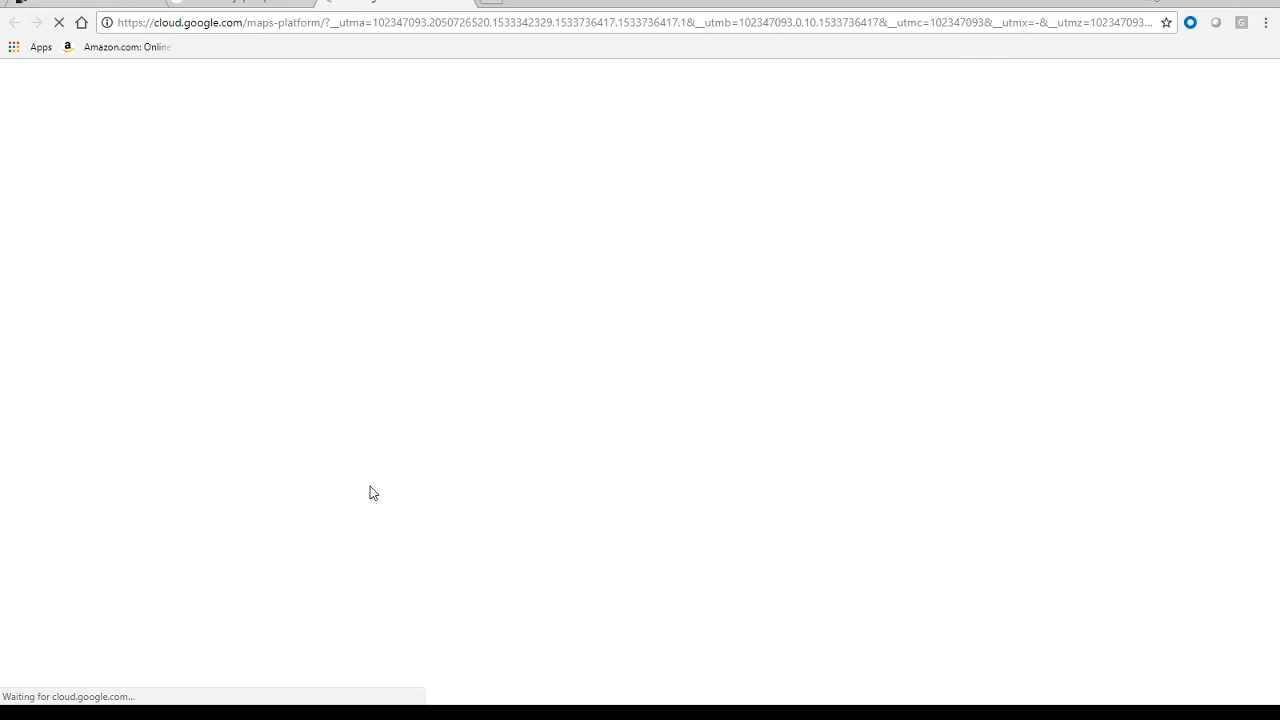 https://cloud.google.com/maps-platform/?__utma=102347093.2050726520.1533342329.1533736417.1533736417.1&__utmb=102347093.0.10.1533736417&__utmc=102347093&__utmx=-&__utmz=102347093...
G
Apps
a
Amazon.com: Online
Waiting for cloud.google.com...